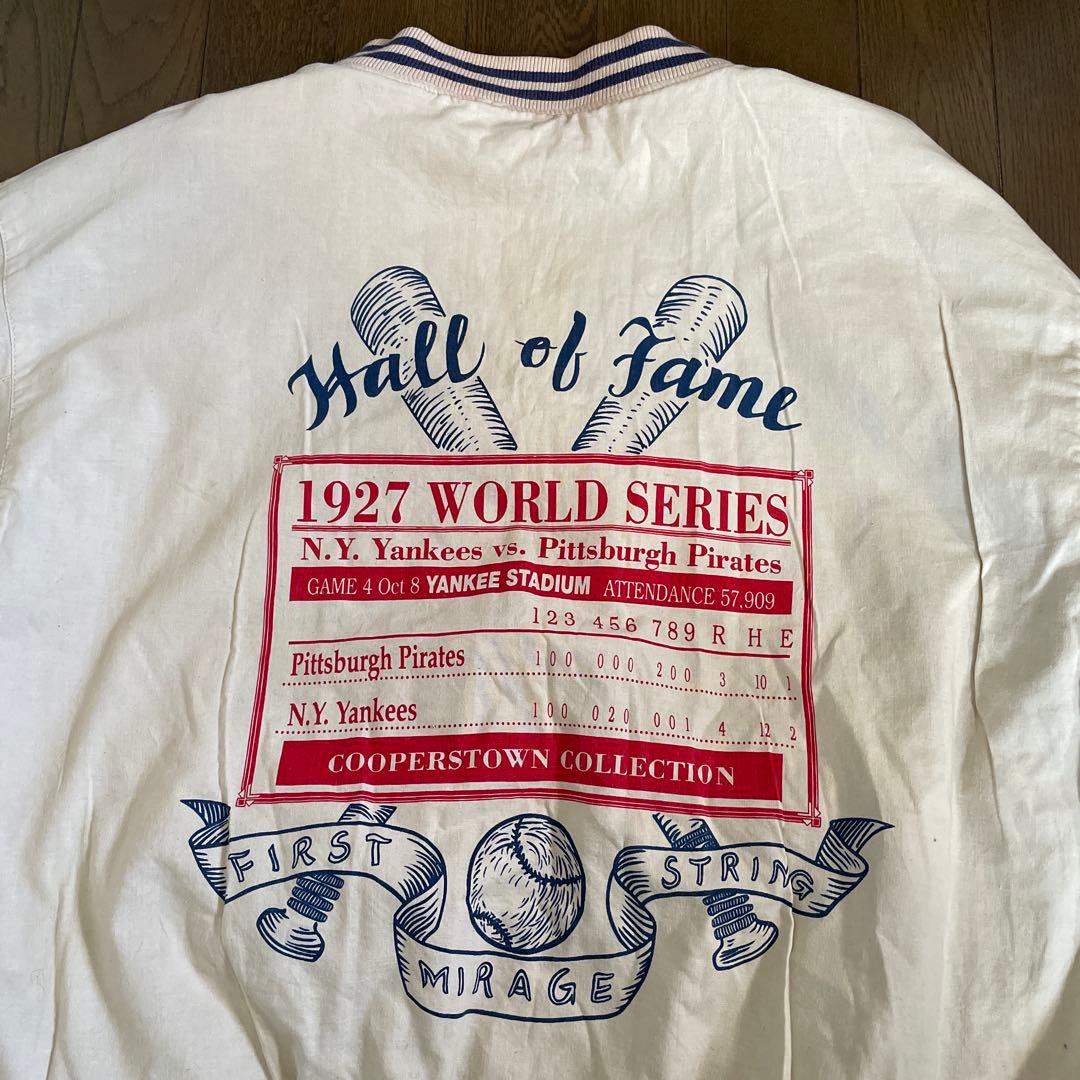 Hall of Fame
1927 WORLD SERIES
N.Y. Yankees vs. Pittsburgh Pirates
GAME 4 Oct 8 YANKEE STADIUM ATTENDANCE 57,909
123 456 789 R H E
Pittsburgh Pirates 100 000 200 3 10 1
N.Y. Yankees 100 020 001 4 12 2
COOPERSTOWN COLLECTION
FIRST STRING
MIRAGE